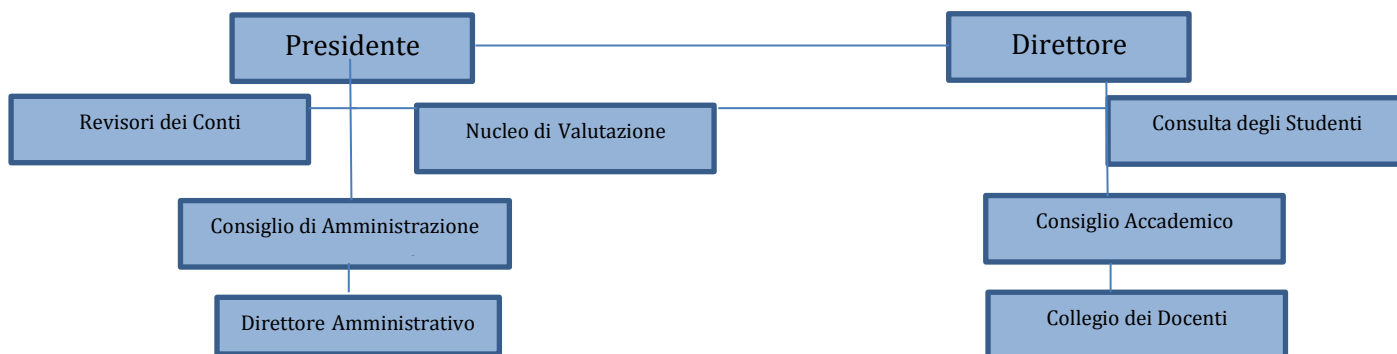 Presidente
Direttore
Revisori dei Conti
Nucleo di Valutazione
Consulta degli Studenti
Consiglio di Amministrazione
Consiglio Accademico
Direttore Amministrativo
Collegio dei Docenti